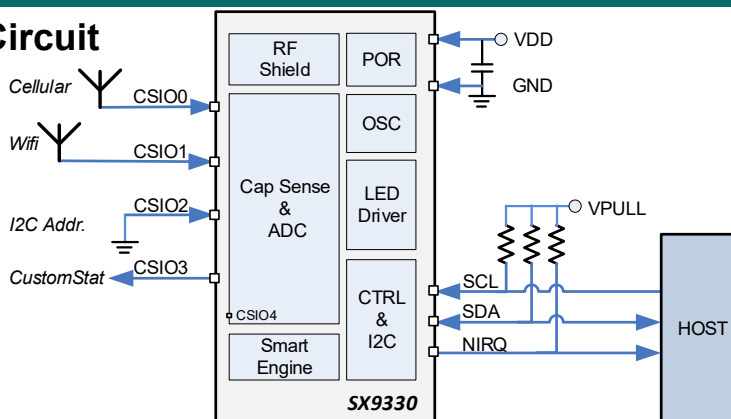 Circuit
Cellular
CSIO0
Wifi
CSIO1
I2C Addr.
CSIO2
CustomStat
CSIO3
RF
Shield
POR
Cap Sense
&
ADC
OSC
LED
Driver
CSIO4
CTRL
&
I2C
Smart
Engine
SX9330
VDD
GND
VPULL
SCL
SDA
NIRQ
HOST